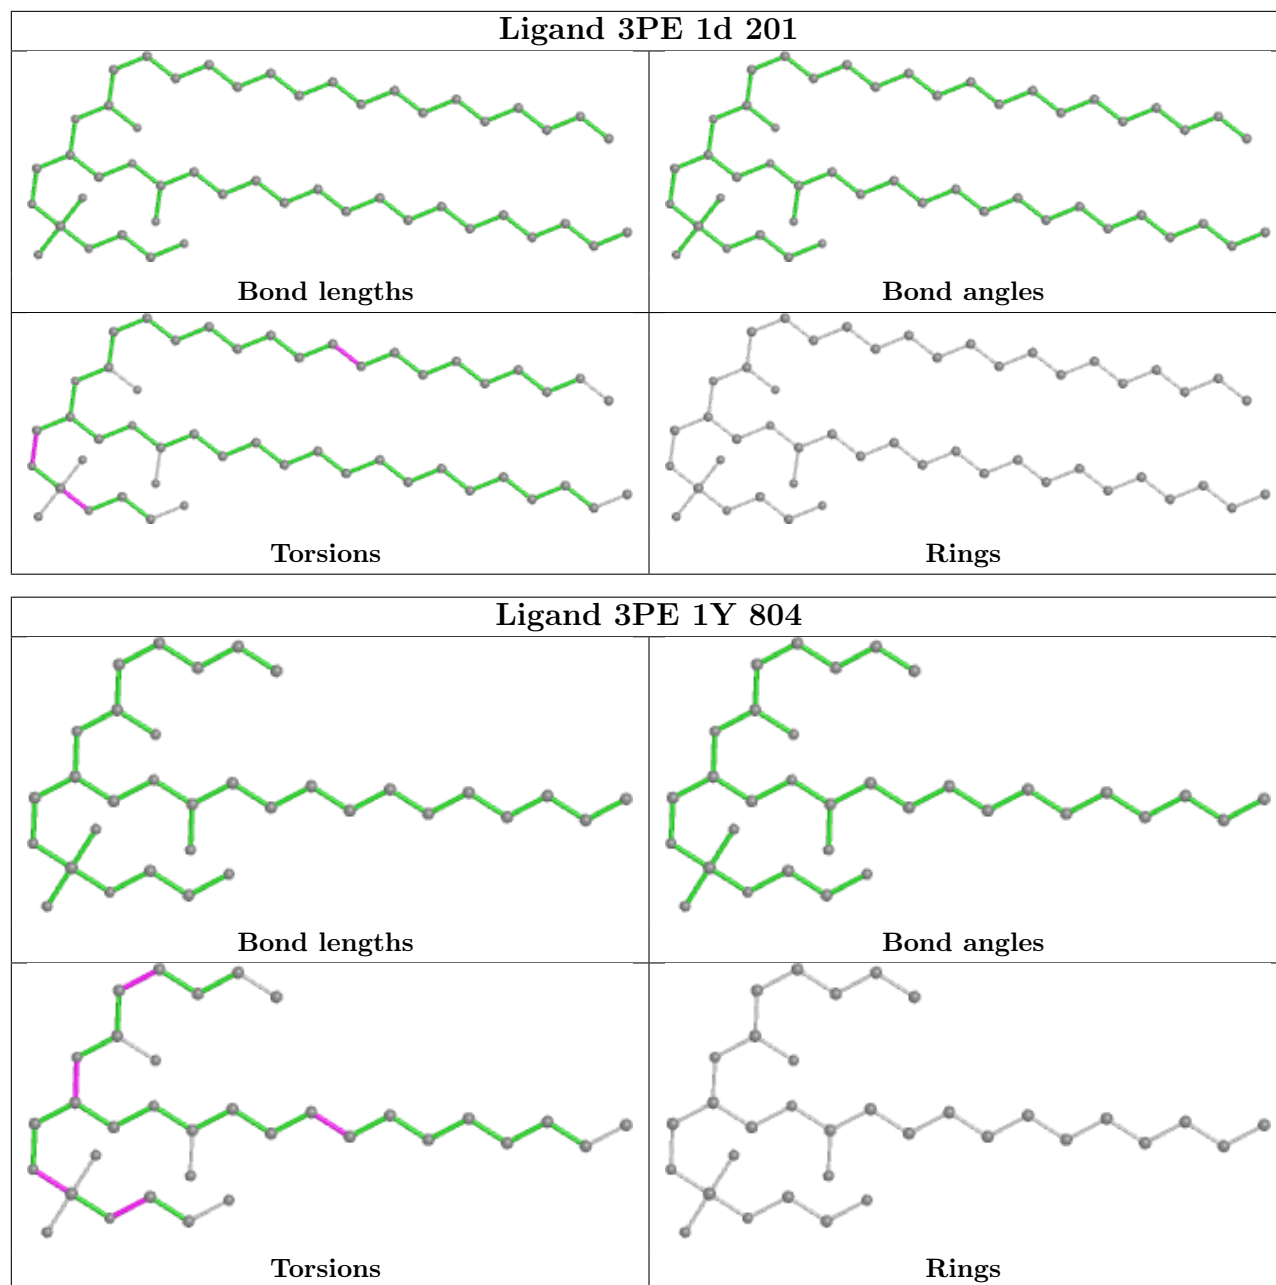 Ligand 3PE 1d 201
Bond lengths
Bond angles
Torsions
Rings
Ligand 3PE 1Y 804
Bond lengths
Bond angles
Torsions
Rings